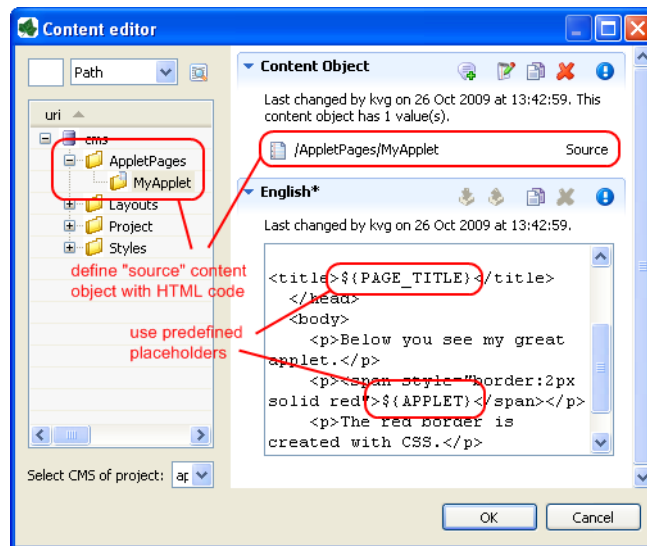 Content editor
Path
uri
cms
AppletPages
MyApplet
Layouts
Project
Styles
define "source" content
object with HTML code
use predefined
placeholders
Select CMS of project: ap
Content Object
Last changed by kvg on 26 Oct 2009 at 13:42:59. This
content object has 1 value(s).
/AppletPages/MyApplet Source
English*
Last changed by kvg on 26 Oct 2009 at 13:42:59.
<title>${PAGE_TITLE}</title>
</head>
<body>
<p>Below you see my great
applet.</p>
<p><span style="border:2px
solid red">${APPLET}</span></p>
<p>The red border is
created with CSS.</p>
OK Cancel